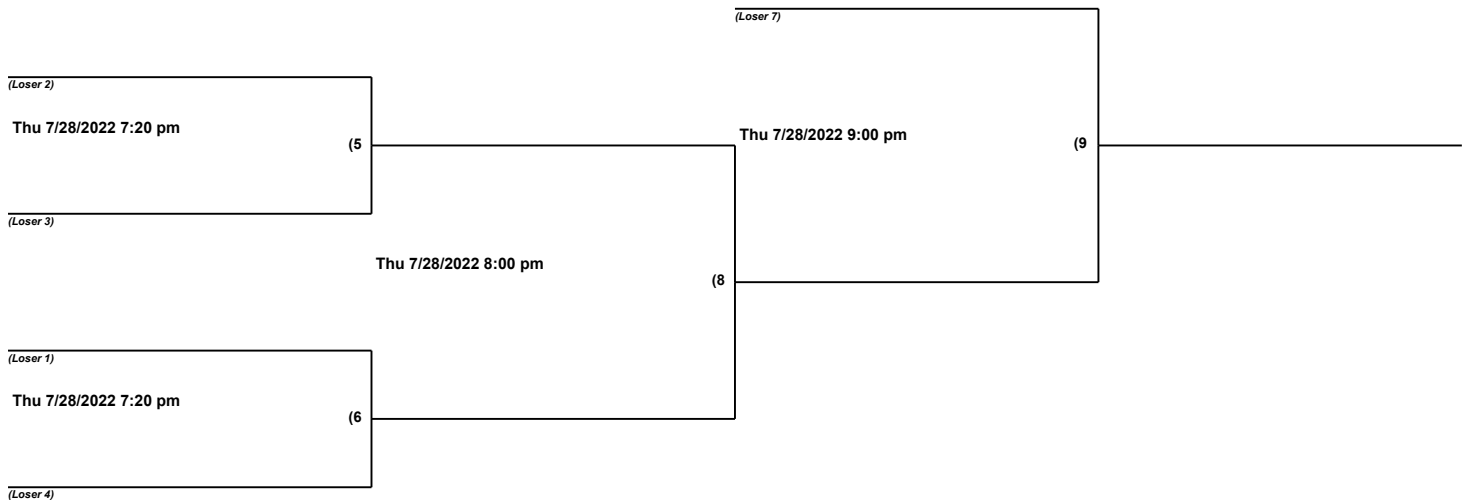 (Loser 7)
(Loser 2)
Thu 7/28/2022 7:20 pm
(5
Thu 7/28/2022 9:00 pm
(9
(Loser 3)
Thu 7/28/2022 8:00 pm
(8
(Loser 1)
Thu 7/28/2022 7:20 pm
(6
(Loser 4)